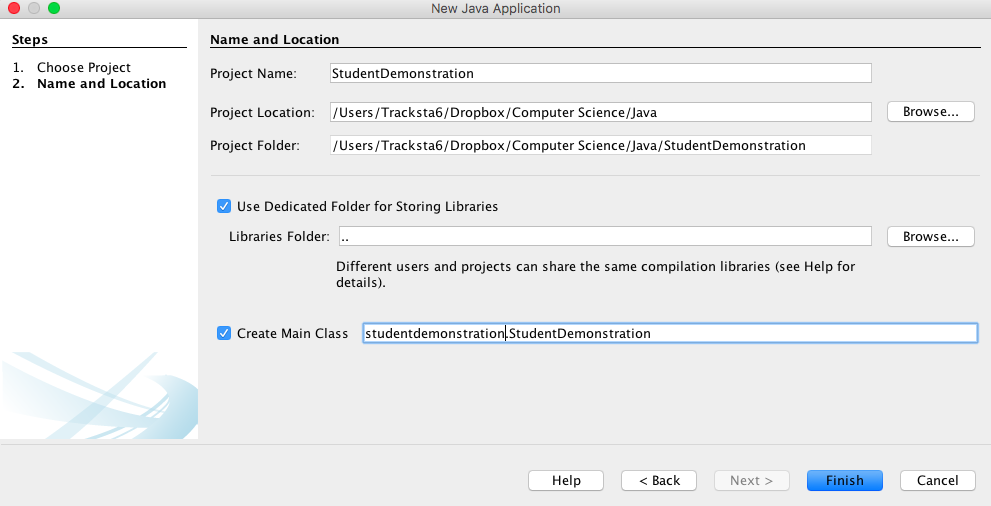 New Java Application
Steps
1. Choose Project
2. Name and Location
Name and Location
Project Name: StudentDemonstration
Project Location: /Users/Tracksta6/Dropbox/Computer Science/Java Browse...
Project Folder: /Users/Tracksta6/Dropbox/Computer Science/Java/StudentDemonstration
Use Dedicated Folder for Storing Libraries
Libraries Folder: .. Browse...
Different users and projects can share the same compilation libraries (see Help for
details).
Create Main Class studentdemonstration.StudentDemonstration
Help < Back Next > Finish Cancel